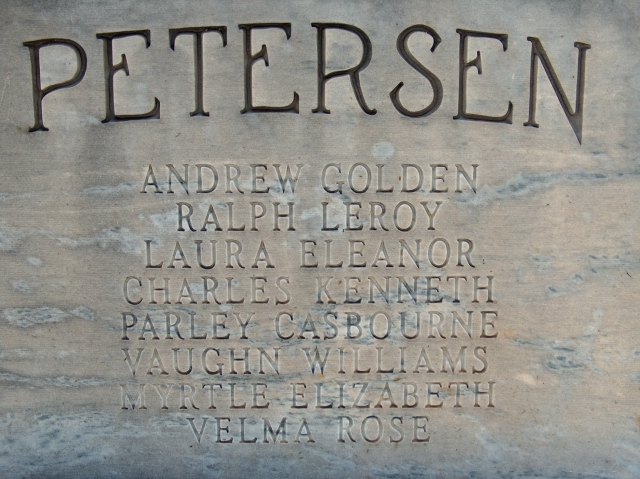 PETERSEN
ANDREW GOLDEN
RALPH LEROY
LAURA ELEANOR
CHARLES KENNETH
PARLEY CASBOURNE
VAUGHN WILLIAMS
MYRTLE ELIZABETH
VELMA ROSE